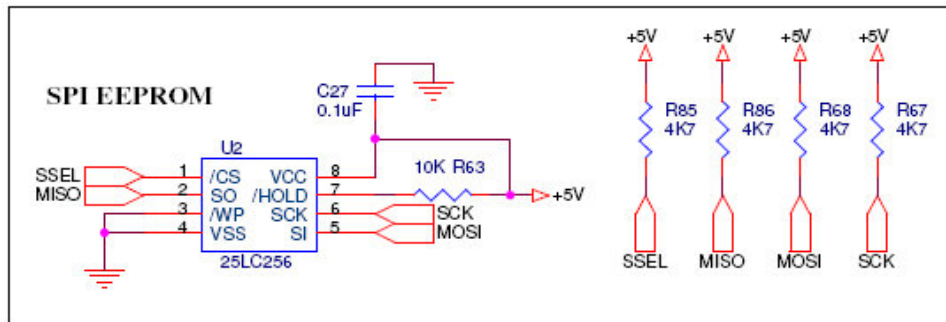 +5V +5V +5V +5V
C27
0.1uF
SPI EEPROM
R85 R86 R68 R67
4K7 4K7 4K7 4K7
U2
10K R63
SSEL 1 /CS VCC 8
MISO 2 SO /HOLD 7 +5V
3 /WP SCK 6 SCK
4 VSS SI 5 MOSI
25LC256
SSEL MISO MOSI SCK